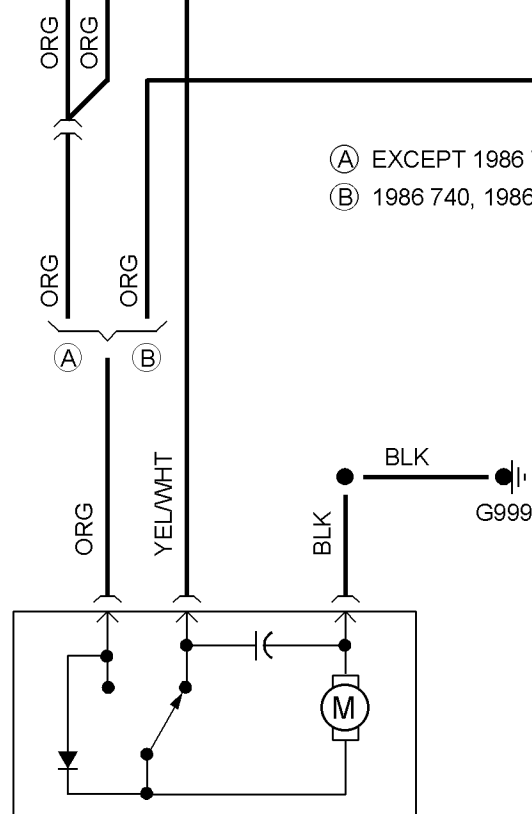 ORG
ORG
Ⓐ EXCEPT 1986
Ⓑ 1986 740, 1986
ORG
ORG
Ⓐ
Ⓑ
BLK
ORG
YEL/WHT
BLK
G999
M